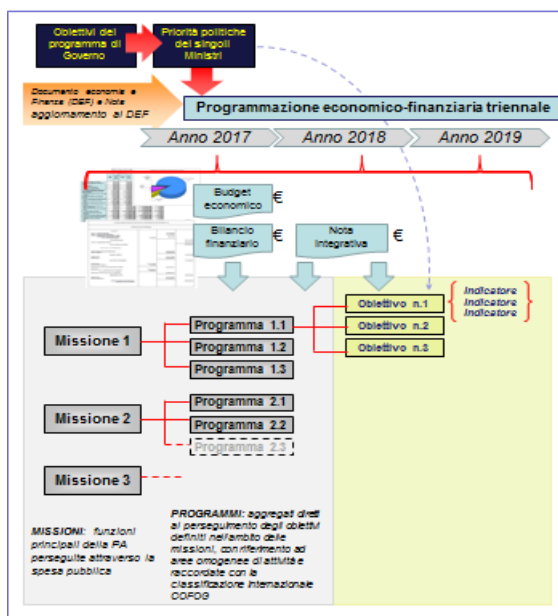 Obiettivi del
programma di
Governo
Priorità politiche
dei singoli
Ministri
Documento economia e
Finanze (DEF) e Nota
aggiornamento al DEF
Programmazione economico-finanziaria triennale
Anno 2017
Anno 2018
Anno 2019
Budget
economico
€
Bilancio
finanziario
€
Nota
integrativa
€
Obiettivo n.1
Obiettivo n.2
Obiettivo n.3
Indicatore
Indicatore
Indicatore
Missione 1
Programma 1.1
Programma 1.2
Programma 1.3
Missione 2
Programma 2.1
Programma 2.2
Programma 2.3
Missione 3
MISSIONI: funzioni
principali della PA
perseguite attraverso la
spesa pubblica
PROGRAMMI: aggregati diretti
al perseguimento degli obiettivi
definiti nell'ambito delle
missioni, con riferimento ad
aree omogenee di attività e
raccordate con la
classificazione internazionale
COFOG